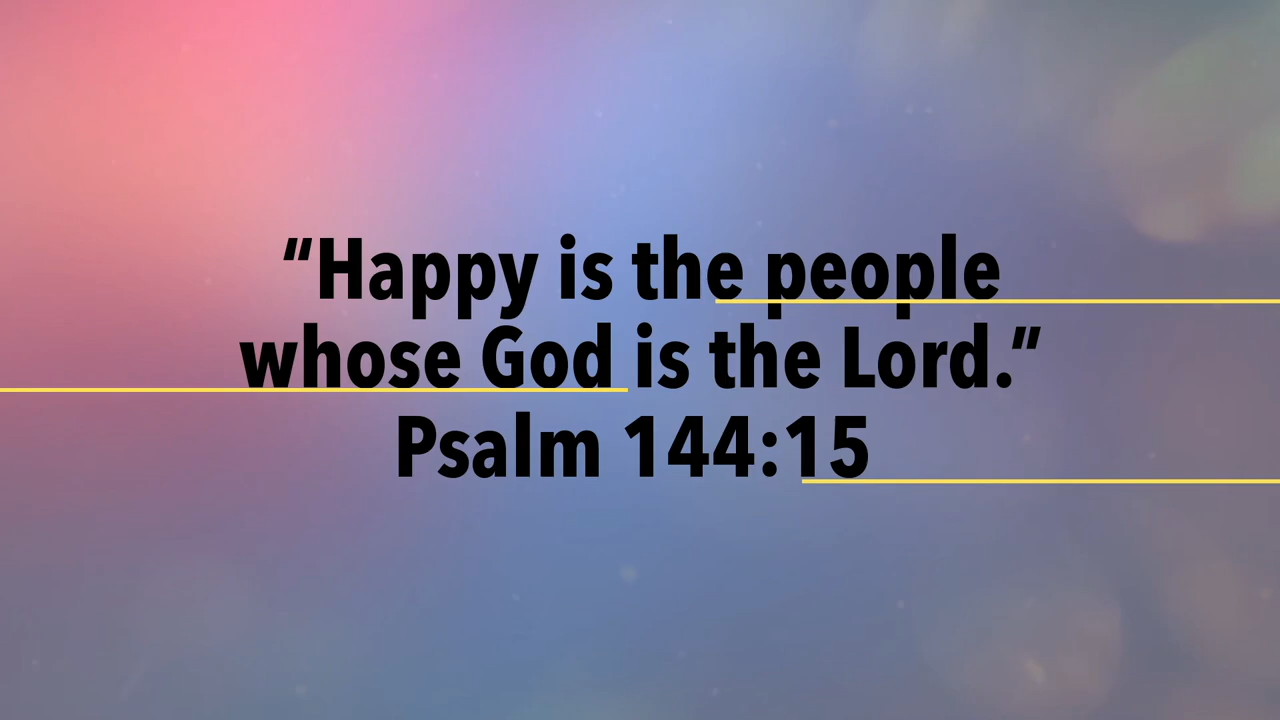 “Happy is the people
whose God is the Lord.”
Psalm 144:15